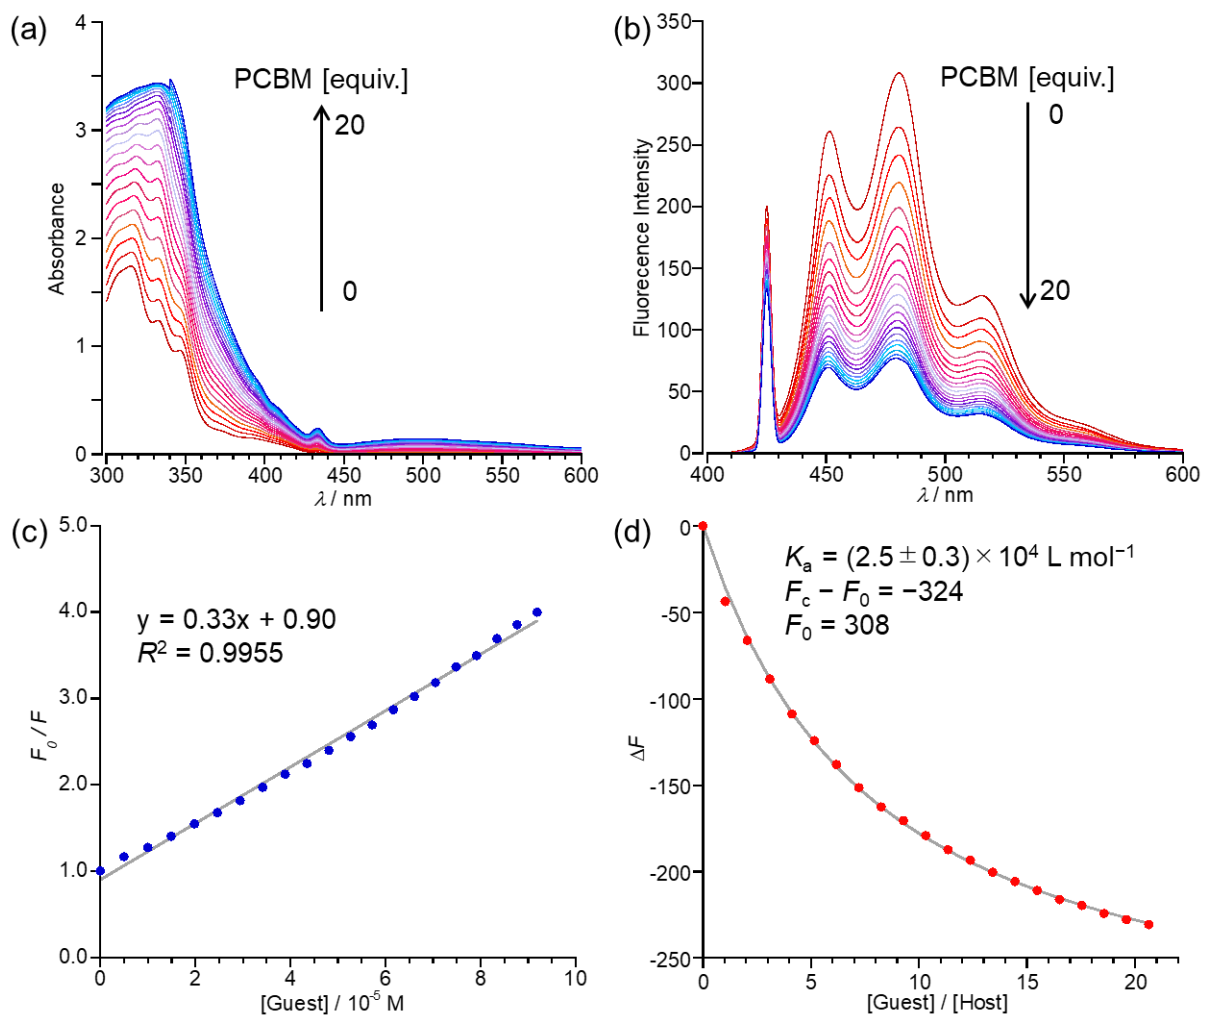 (a)
4
3
2
1
0
Absorbance
PCBM [equiv.]
20
0
300 350 400 450 500 550 600
λ / nm
(b)
350
300
250
200
150
100
50
0
Fluorecence Intensity
PCBM [equiv.]
0
20
400 450 500 550 600
λ / nm
(c)
5.0
4.0
3.0
2.0
1.0
0.0
F0 / F
y = 0.33x + 0.90
R² = 0.9955
0 2 4 6 8 10
[Guest] / 10⁻⁵ M
(d)
0
-50
-100
-150
-200
-250
ΔF
Ka = (2.5 ± 0.3) × 10⁴ L mol⁻¹
Fc − F0 = −324
F0 = 308
0 5 10 15 20
[Guest] / [Host]